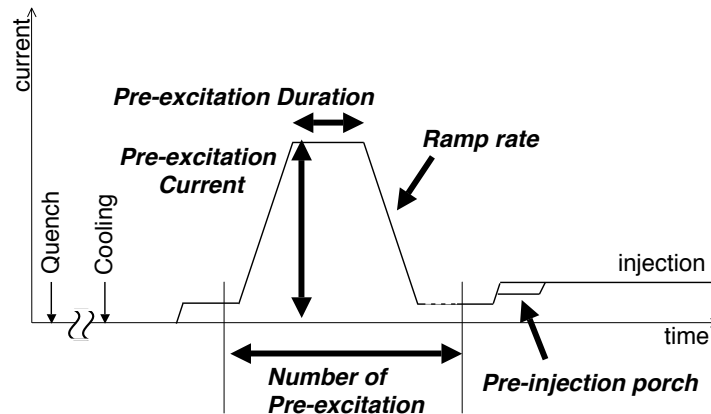 current
Pre-excitation Duration
Pre-excitation
Current
Ramp rate
Quench
Cooling
injection
time
Number of
Pre-excitation
Pre-injection porch